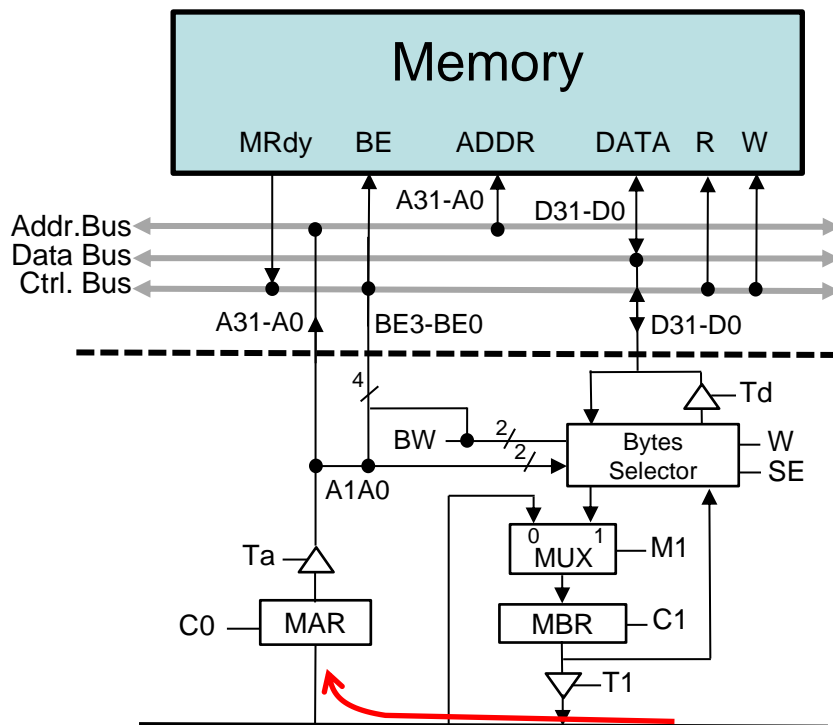 Memory
MRdy BE ADDR DATA R W
A31-A0 D31-D0
Addr.Bus
Data Bus
Ctrl. Bus
A31-A0 BE3-BE0 D31-D0
4 Td
BW 2 Bytes W
2 Selector SE
A1A0
0 1
Ta MUX M1
C0 MAR MBR C1
T1